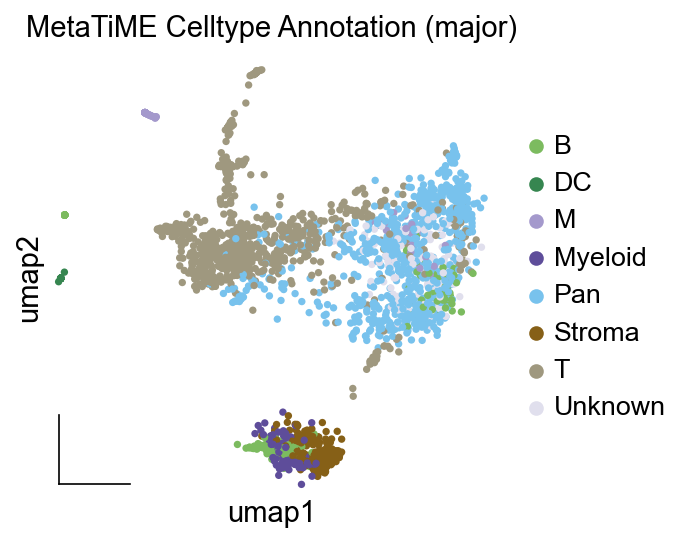 MetaTiME Celltype Annotation (major)
B
DC
M
Myeloid
Pan
Stroma
T
Unknown
umap2
umap1